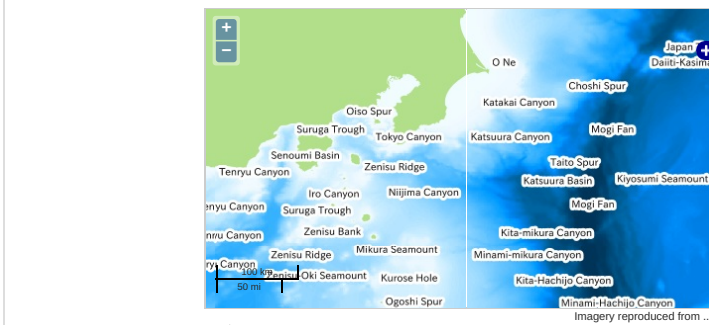 +
−
Japan
O Ne
Daiiti-Kasima
Choshi Spur
Katakai Canyon
Oiso Spur
Suruga Trough
Tokyo Canyon
Katsuura Canyon
Mogi Fan
Senoumi Basin
Zenisu Ridge
Taito Spur
Tenryu Canyon
Katsuura Basin
Kiyosumi Seamount
Iro Canyon
Niijima Canyon
enyu Canyon
Suruga Trough
Mogi Fan
Zenisu Bank
Kita-mikura Canyon
nru Canyon
Mikura Seamount
Zenisu Ridge
Minami-mikura Canyon
ryu Canyon
100 km
Zenisu-Oki Seamount
Kurose Hole
Kita-Hachijo Canyon
50 mi
Ogoshi Spur
Minami-Hachijo Canyon
Imagery reproduced from ..